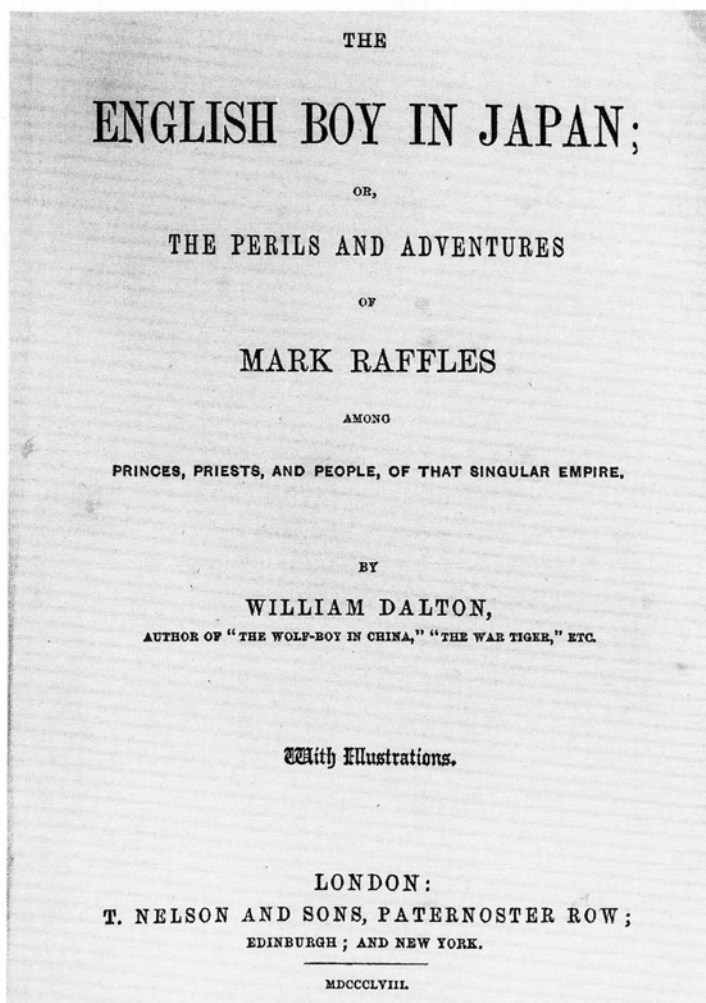 THE
ENGLISH BOY IN JAPAN;
OR,
THE PERILS AND ADVENTURES
OF
MARK RAFFLES
AMONG
PRINCES, PRIESTS, AND PEOPLE, OF THAT SINGULAR EMPIRE.
BY
WILLIAM DALTON,
AUTHOR OF "THE WOLF-BOY IN CHINA," "THE WAR TIGER," ETC.
With Illustrations.
LONDON:
T. NELSON AND SONS, PATERNOSTER ROW;
EDINBURGH; AND NEW YORK.
MDCCCLVIII.